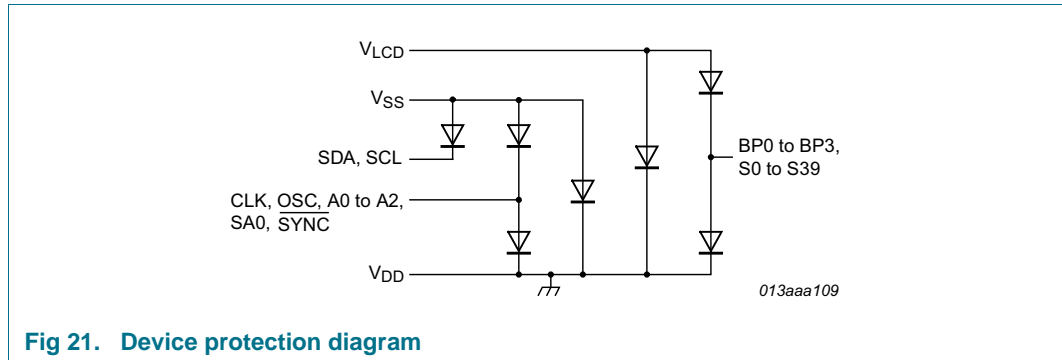 VLCD
VSS
SDA, SCL
CLK, OSC, A0 to A2,
SA0, SYNC
VDD
BP0 to BP3,
S0 to S39
013aaa109
Fig 21. Device protection diagram